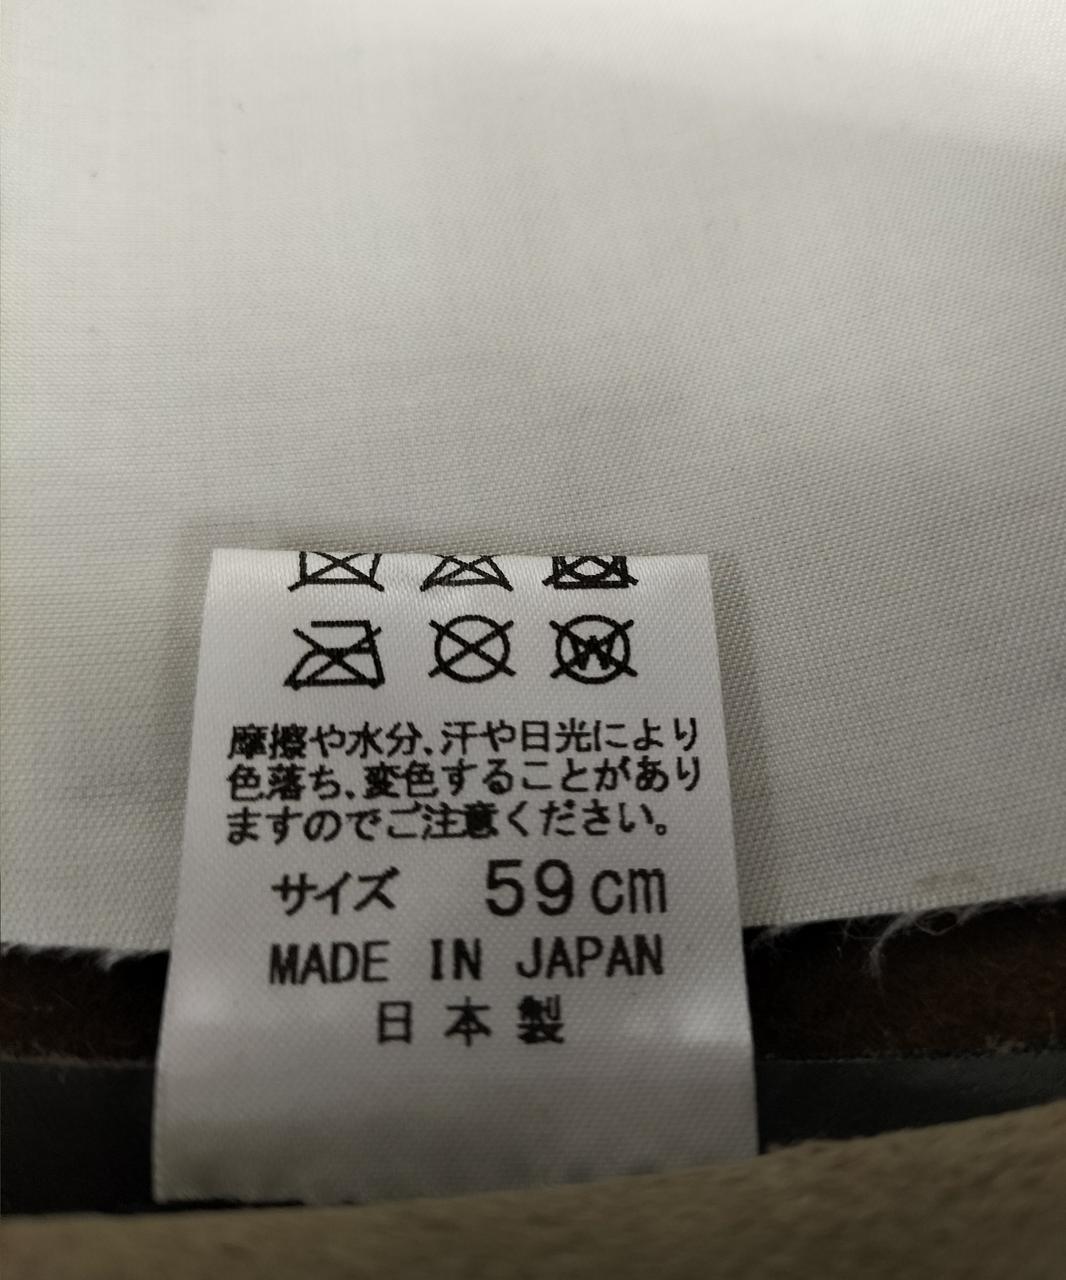 摩擦や水分、汗や日光により
色落ち、変色することがあり
ますのでご注意ください。
サイズ 59cm
MADE IN JAPAN
日本製